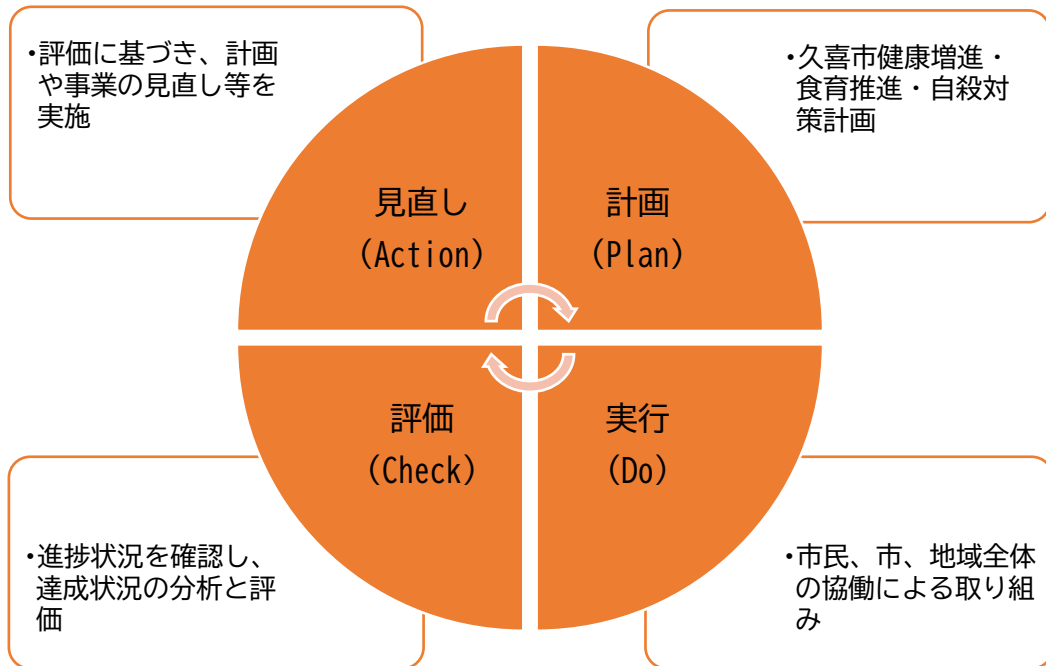 ・評価に基づき、計画
や事業の見直し等を
実施
・久喜市健康増進・
食育推進・自殺対
策計画
見直し
(Action)
計画
(Plan)
評価
(Check)
実行
(Do)
・進捗状況を確認し、
達成状況の分析と評
価
・市民、市、地域全体
の協働による取り組
み